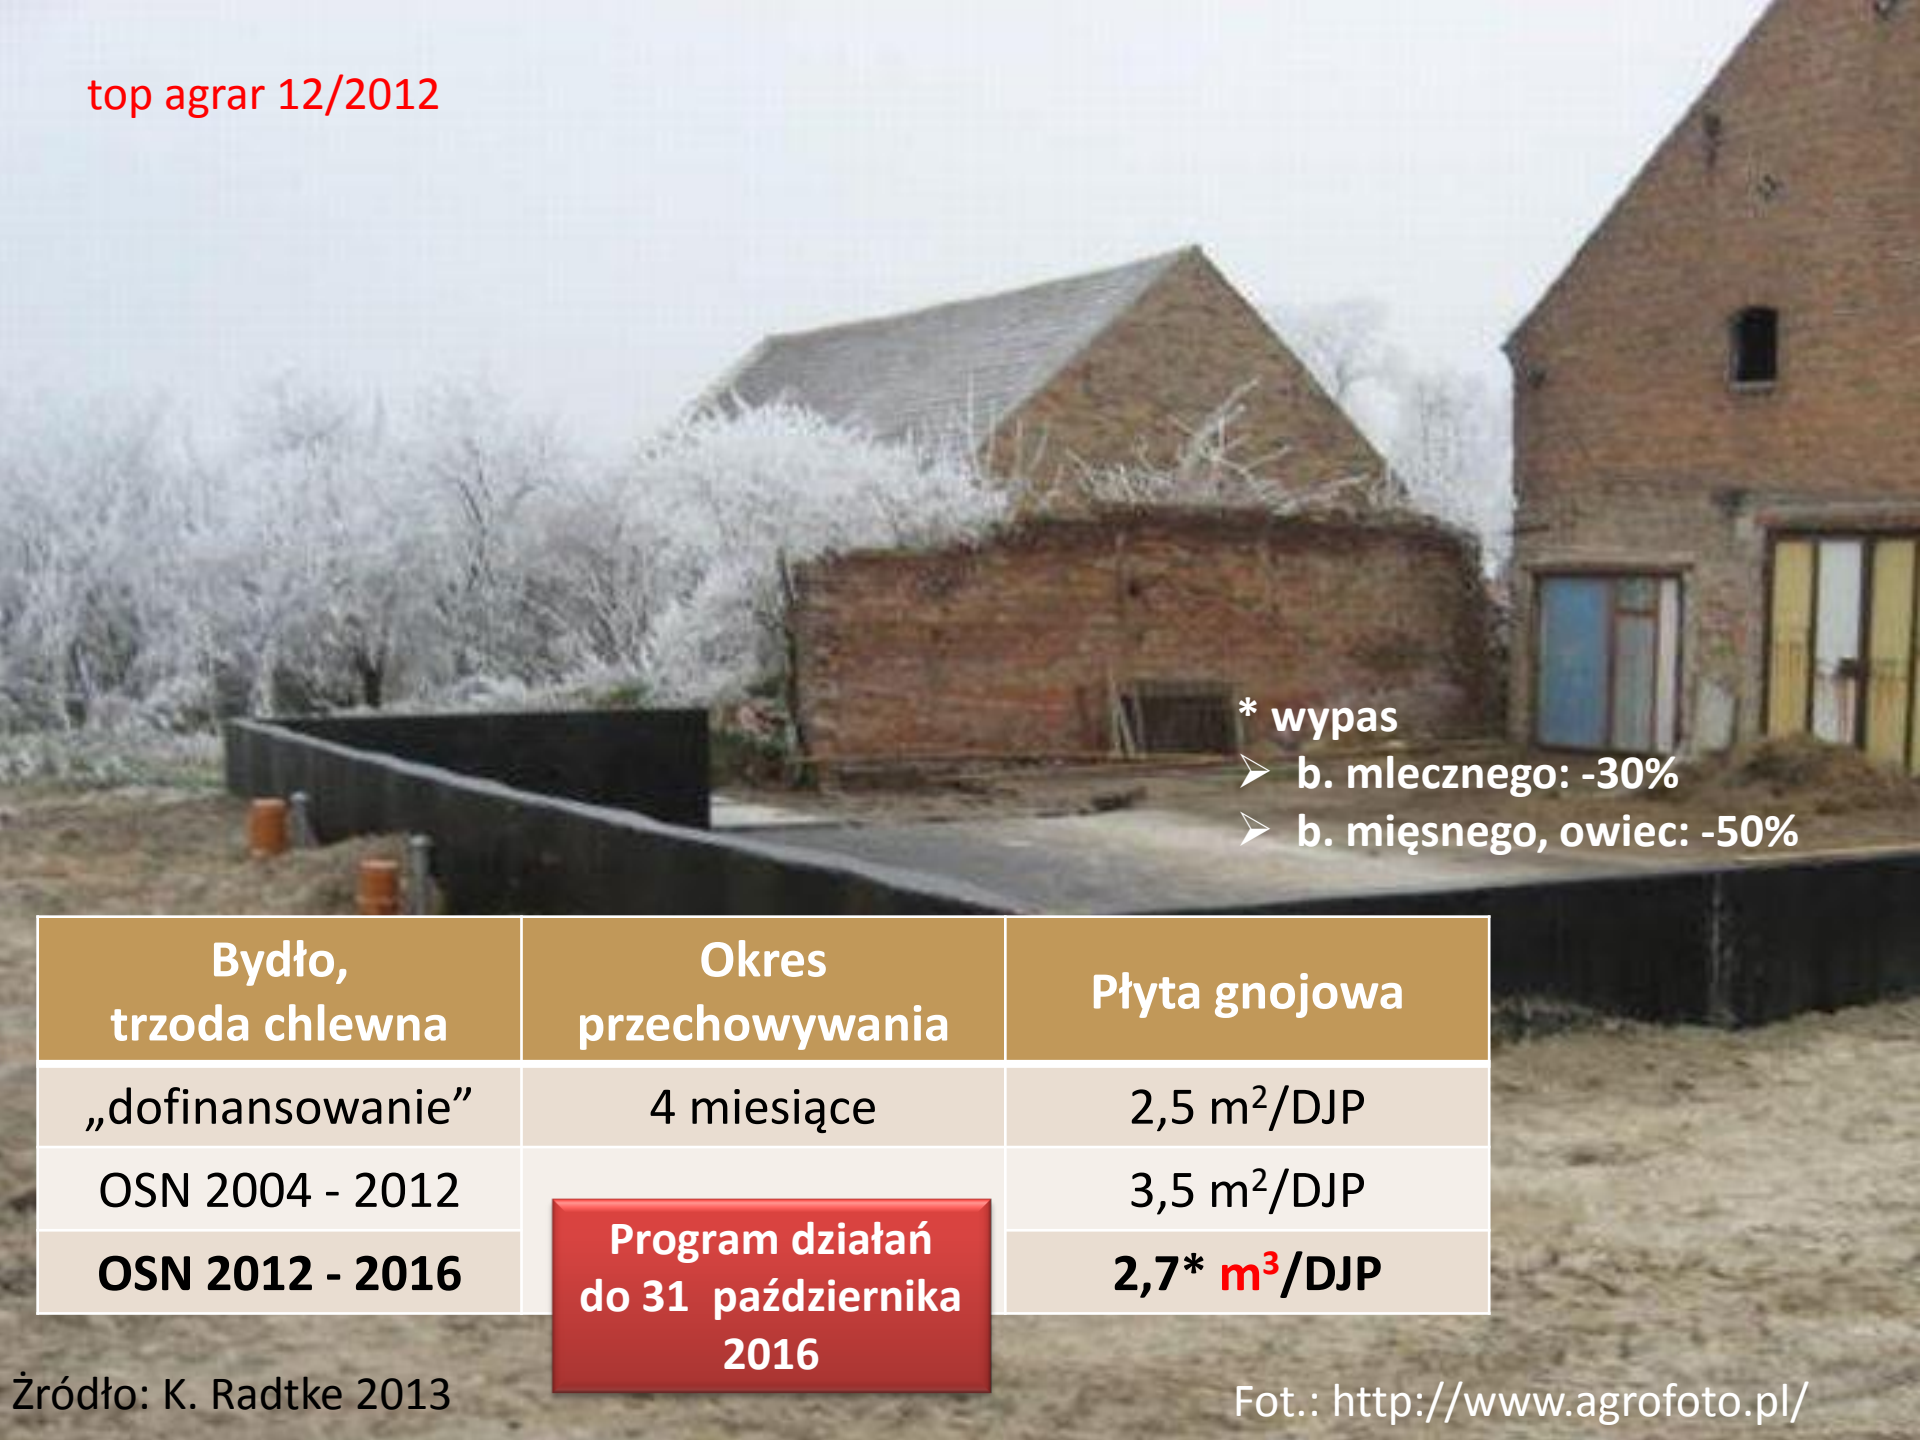 top agrar 12/2012
* wypas
➢ b. mlecznego: -30%
➢ b. mięsnego, owiec: -50%
Bydło,
trzoda chlewna
Okres
przechowywania
Płyta gnojowa
„dofinansowanie”
4 miesiące
2,5 m²/DJP
OSN 2004 - 2012
3,5 m²/DJP
OSN 2012 - 2016
2,7* m³/DJP
Program działań
do 31 października
2016
Żródło: K. Radtke 2013
Fot.: http://www.agrofoto.pl/